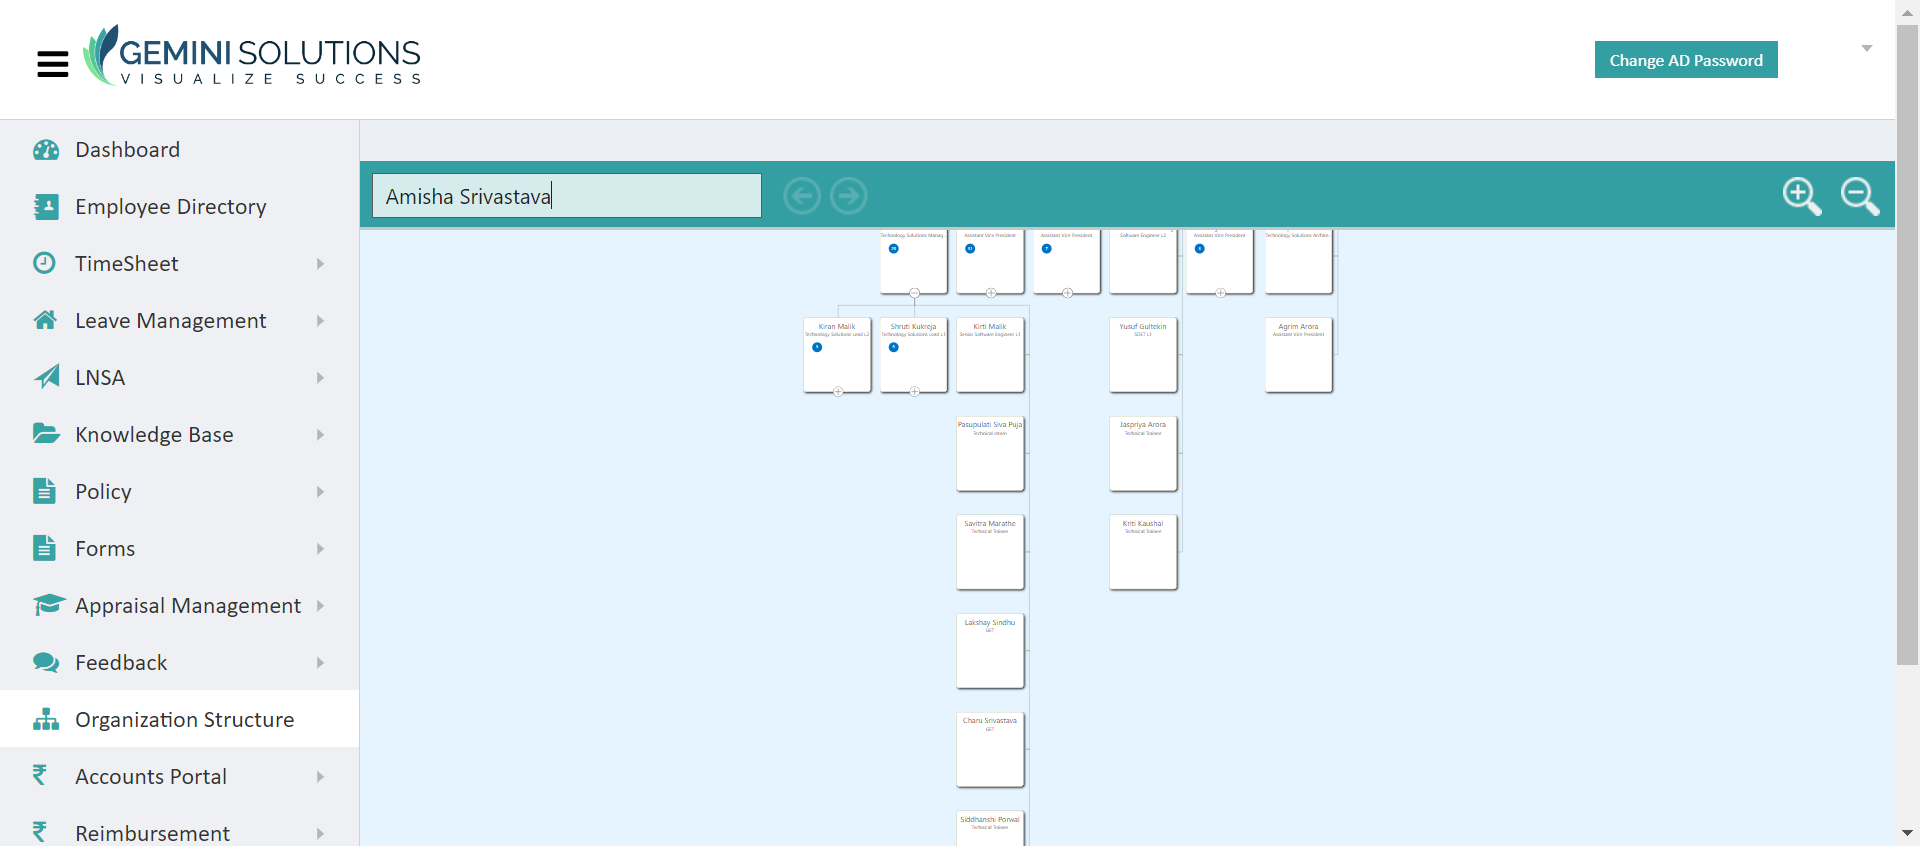 GEMINI SOLUTIONS
VISUALIZE SUCCESS
Change AD Password
Dashboard
Employee Directory
TimeSheet
Leave Management
LNSA
Knowledge Base
Policy
Forms
Appraisal Management
Feedback
Organization Structure
Accounts Portal
Reimbursement
Amisha Srivastava
Technology Solutions Manag
Assistant Vice President
Assistant Vice President
Software Engineer L2
Assistant Vice President
Technology Solutions Archite
Kiran Malik
Technology Solutions Lead L2
Shruti Kukreja
Technology Solutions Lead L1
Kirti Malik
Senior Software Engineer L1
Yusuf Gultekin
SDET L1
Agrim Arora
Assistant Vice President
Pasupulati Siva Puja
Technical Intern
Jaspriya Arora
Technical Trainee
Savitra Marathe
Technical Trainee
Kriti Kaushal
Technical Trainee
Lakshay Sindhu
GET
Charu Srivastava
GET
Siddhanshi Porwal
Technical Trainee